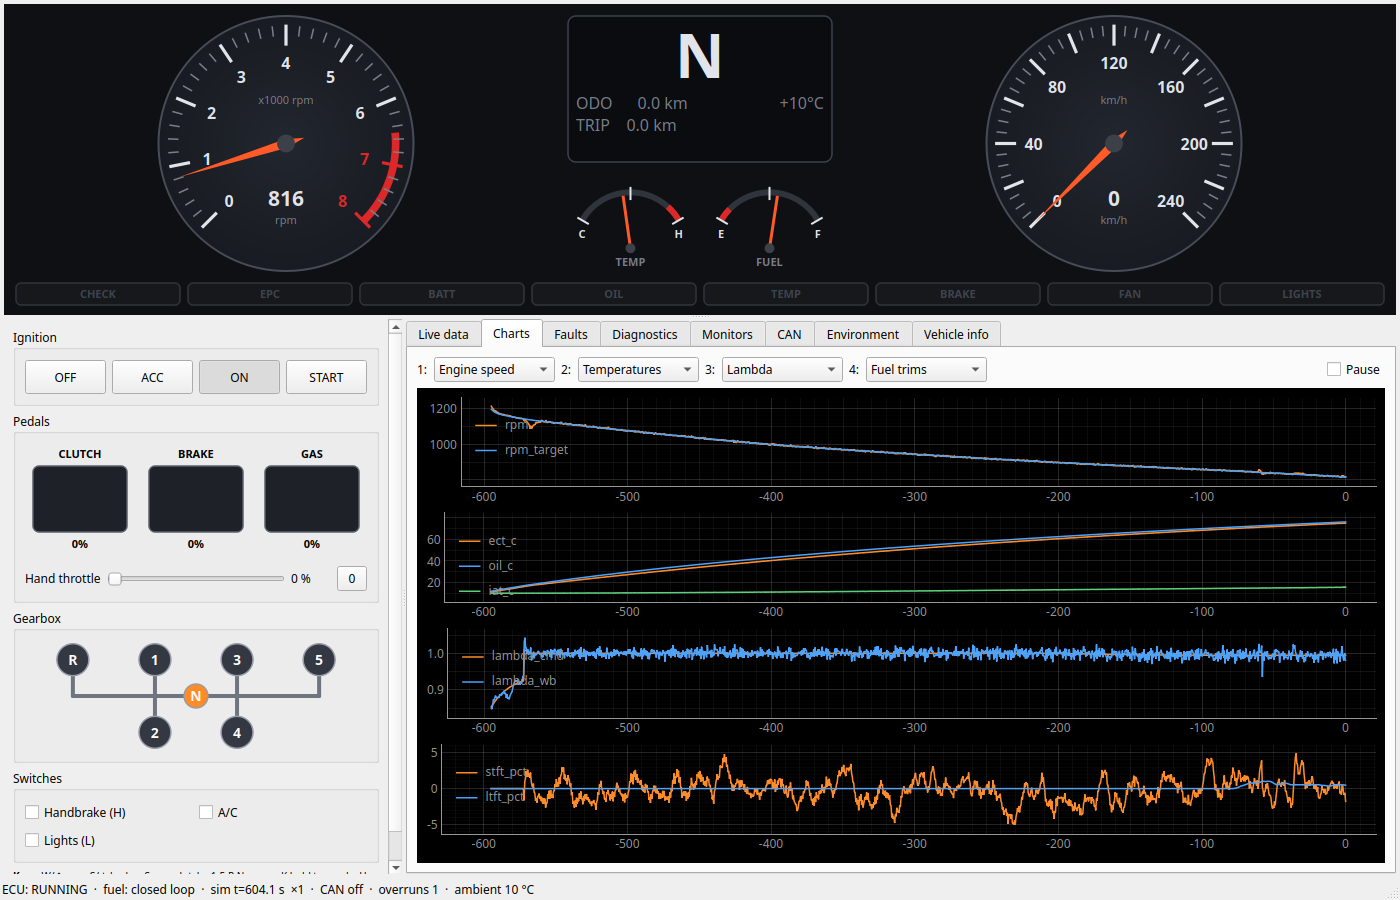 4
3
5
2
6
x1000 rpm
1
7
0
8
816
rpm
N
ODO 0.0 km +10°C
TRIP 0.0 km
C H
TEMP
E F
FUEL
120
80
160
km/h
40
200
0
240
0
km/h
CHECK EPC BATT OIL TEMP BRAKE FAN LIGHTS
Ignition
OFF ACC ON START
Pedals
CLUTCH BRAKE GAS
0% 0% 0%
Hand throttle 0 % 0
Gearbox
R 1 3 5
N
2 4
Switches
Handbrake (H) A/C
Lights (L)
Live data Charts Faults Diagnostics Monitors CAN Environment Vehicle info
1: Engine speed 2: Temperatures 3: Lambda 4: Fuel trims Pause
1200
1000
rpm
rpm_target
-600 -500 -400 -300 -200 -100 0
60
40
20
ect_c
oil_c
iat_c
-600 -500 -400 -300 -200 -100 0
1.0
0.9
lambda_cmd
lambda_wb
-600 -500 -400 -300 -200 -100 0
5
0
-5
stft_pct
ltft_pct
-600 -500 -400 -300 -200 -100 0
ECU: RUNNING · fuel: closed loop · sim t=604.1 s ×1 · CAN off · overruns 1 · ambient 10 °C